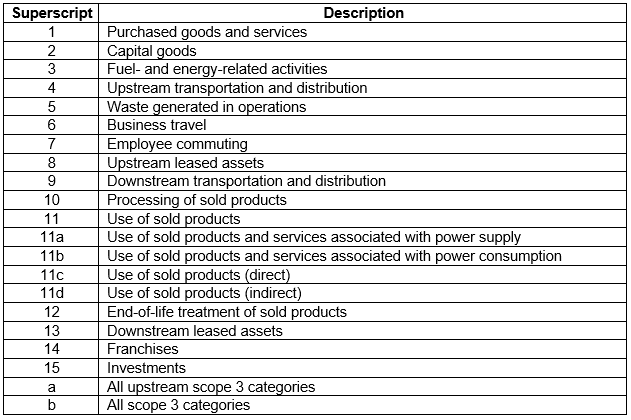 Superscript Description
1 Purchased goods and services
2 Capital goods
3 Fuel- and energy-related activities
4 Upstream transportation and distribution
5 Waste generated in operations
6 Business travel
7 Employee commuting
8 Upstream leased assets
9 Downstream transportation and distribution
10 Processing of sold products
11 Use of sold products
11a Use of sold products and services associated with power supply
11b Use of sold products and services associated with power consumption
11c Use of sold products (direct)
11d Use of sold products (indirect)
12 End-of-life treatment of sold products
13 Downstream leased assets
14 Franchises
15 Investments
a All upstream scope 3 categories
b All scope 3 categories